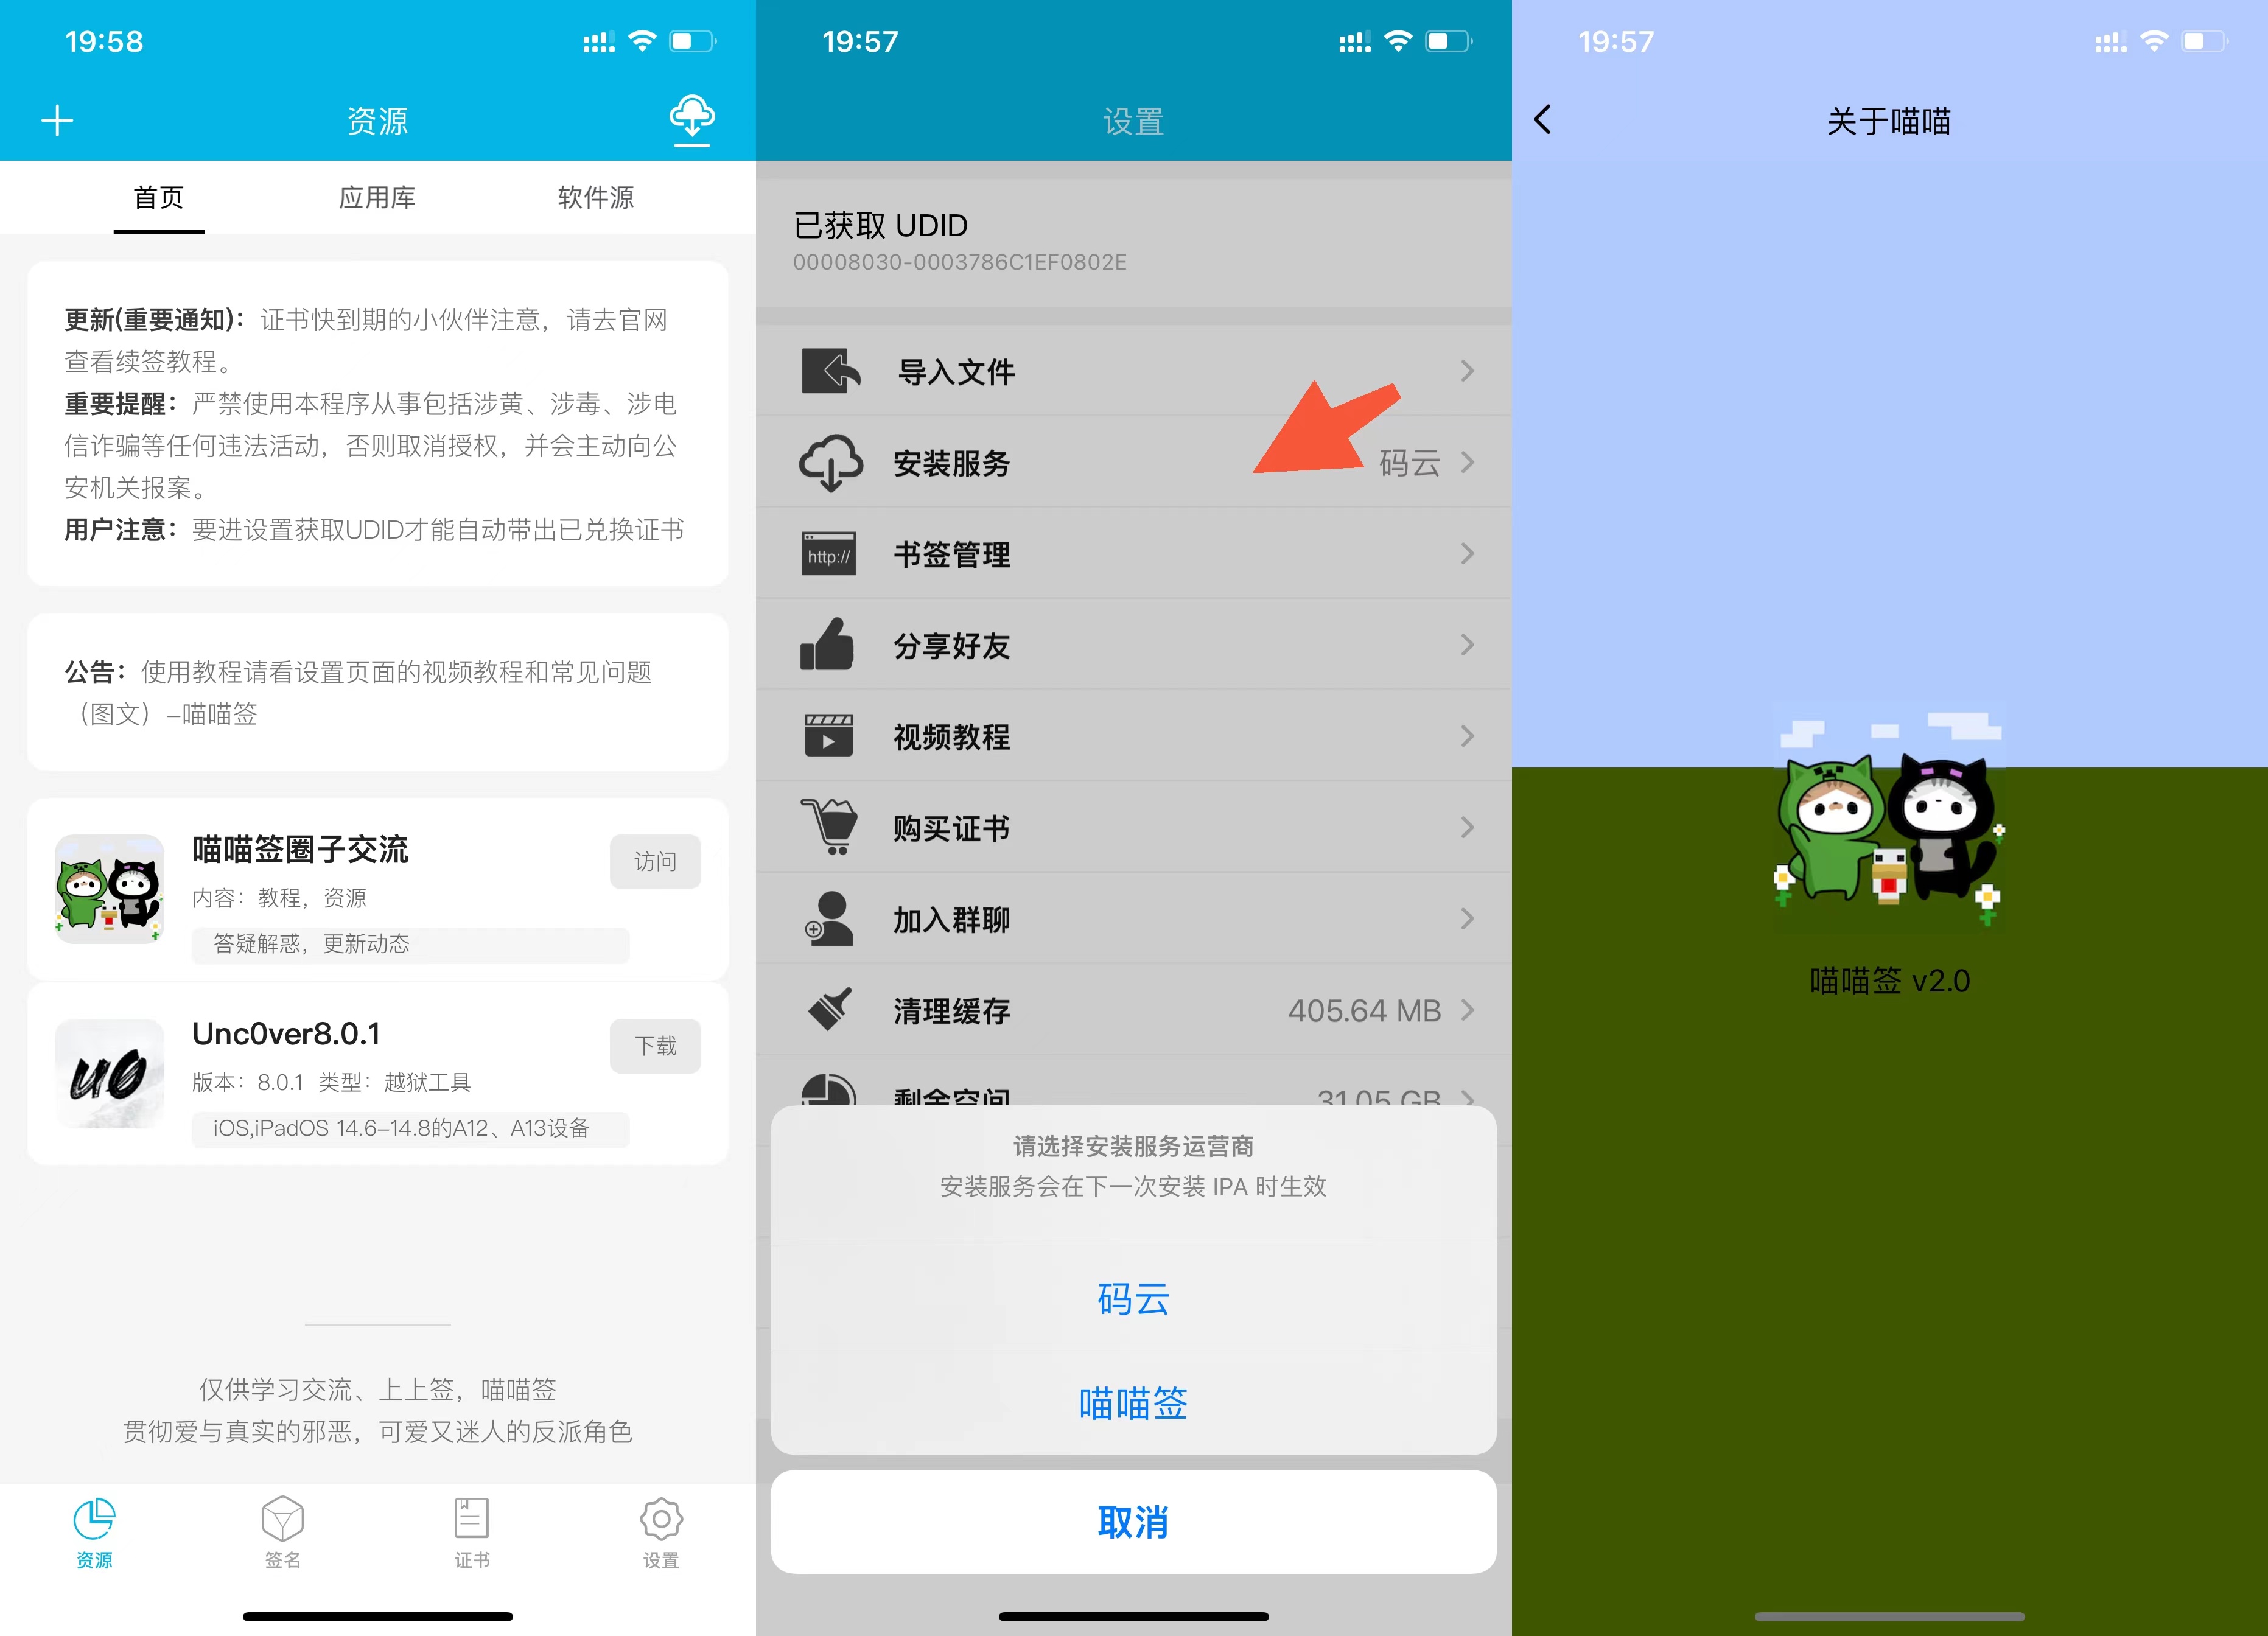 19:58
资源
首页
应用库
软件源
更新(重要通知)：证书快到期的小伙伴注意，请去官网
查看续签教程。
重要提醒：严禁使用本程序从事包括涉黄、涉毒、涉电
信诈骗等任何违法活动，否则取消授权，并会主动向公
安机关报案。
用户注意：要进设置获取UDID才能自动带出已兑换证书
公告：使用教程请看设置页面的视频教程和常见问题
（图文）-喵喵签
喵喵签圈子交流
访问
内容：教程，资源
答疑解惑，更新动态
u0
Unc0ver8.0.1
下载
版本：8.0.1 类型：越狱工具
iOS,iPadOS 14.6-14.8的A12、A13设备
仅供学习交流、上上签，喵喵签
贯彻爱与真实的邪恶，可爱又迷人的反派角色
资源
签名
证书
设置
19:57
设置
已获取 UDID
00008030-0003786C1EF0802E
导入文件
安装服务
码云
http://
书签管理
分享好友
视频教程
购买证书
加入群聊
清理缓存
405.64 MB
剩余空间
31.05 GB
请选择安装服务运营商
安装服务会在下一次安装 IPA 时生效
码云
喵喵签
取消
19:57
关于喵喵
喵喵签 v2.0